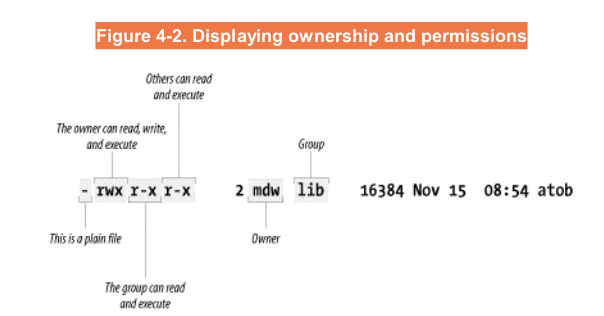 Figure 4-2. Displaying ownership and permissions
Others can read
and execute
The owner can read, write,
and execute
Group
- rwx r-x r-x 2 mdw lib 16384 Nov 15 08:54 atob
This is a plain file
Owner
The group can read
and execute